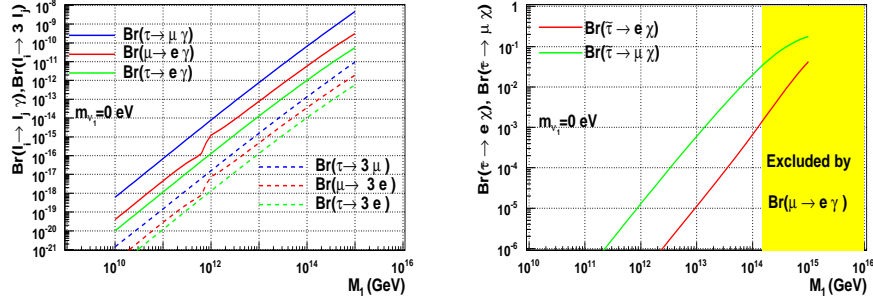 Br(l_i → l_j γ),Br(l_i → 3 l_j)
10^-8
10^-9
10^-10
10^-11
10^-12
10^-13
10^-14
10^-15
10^-16
10^-17
10^-18
10^-19
10^-20
10^-21
Br(τ→ μ γ)
Br(μ→ e γ)
Br(τ→ e γ)
m_ν₁=0 eV
Br(τ→ 3 μ )
Br(μ→ 3 e )
Br(τ→ 3 e )
10^10 10^12 10^14 10^16
M_1 (GeV)
Br(τ̃ → e χ), Br(τ̃ → μ χ)
1
10^-1
10^-2
10^-3
10^-4
10^-5
10^-6
Br(τ̃→ e χ)
Br(τ̃→ μ χ)
m_ν₁=0 eV
Excluded by
Br(μ → e γ )
10^10 10^11 10^12 10^13 10^14 10^15 10^16
M_1 (GeV)